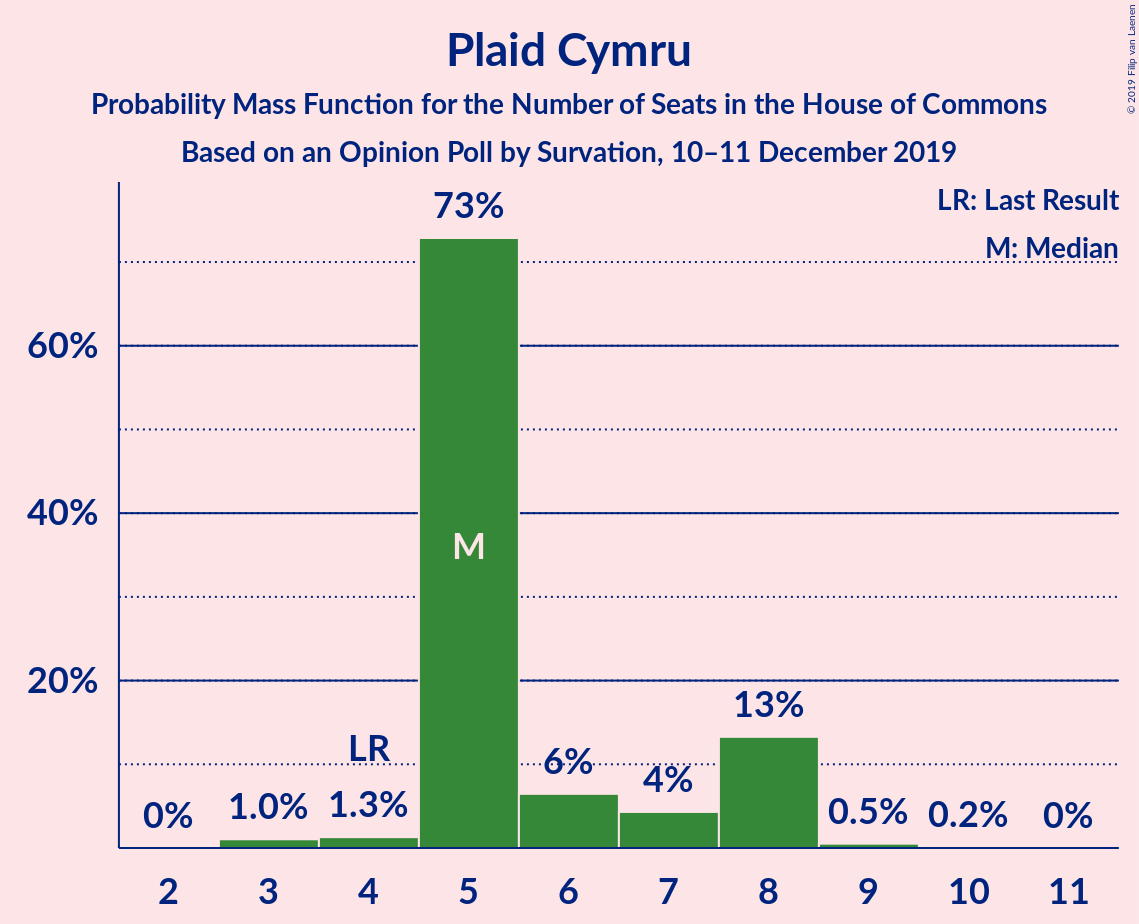 Plaid Cymru
Probability Mass Function for the Number of Seats in the House of Commons
Based on an Opinion Poll by Survation, 10–11 December 2019
© 2019 Filip van Laenen
LR: Last Result
M: Median
73%
60%
40%
20%
M
LR
0%
1.0%
1.3%
6%
4%
13%
0.5%
0.2%
0%
2 3 4 5 6 7 8 9 10 11